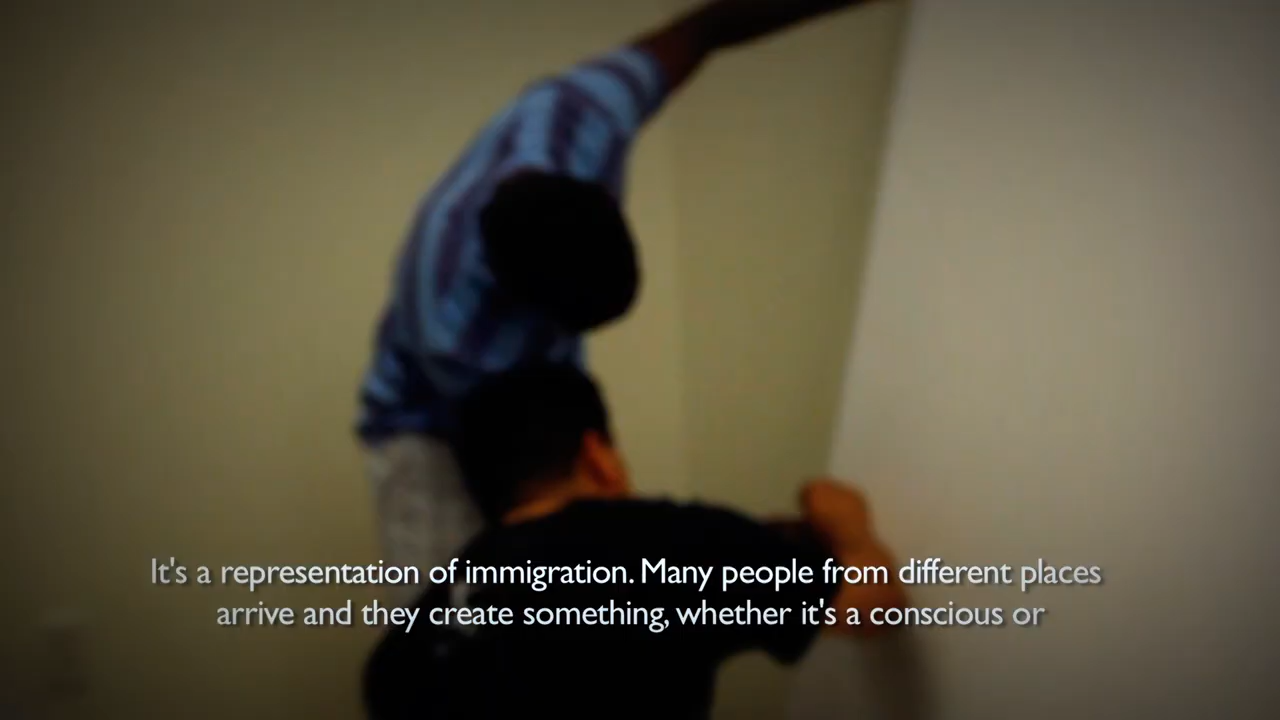 It's a representation of immigration. Many people from different places
arrive and they create something, whether it's a conscious or